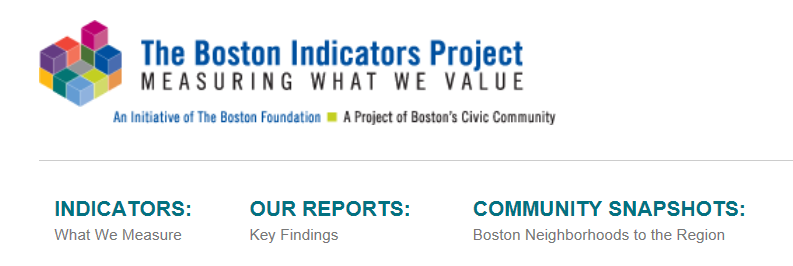 The Boston Indicators Project
MEASURING WHAT WE VALUE
An Initiative of The Boston Foundation ■ A Project of Boston's Civic Community
INDICATORS: OUR REPORTS: COMMUNITY SNAPSHOTS:
What We Measure Key Findings Boston Neighborhoods to the Region